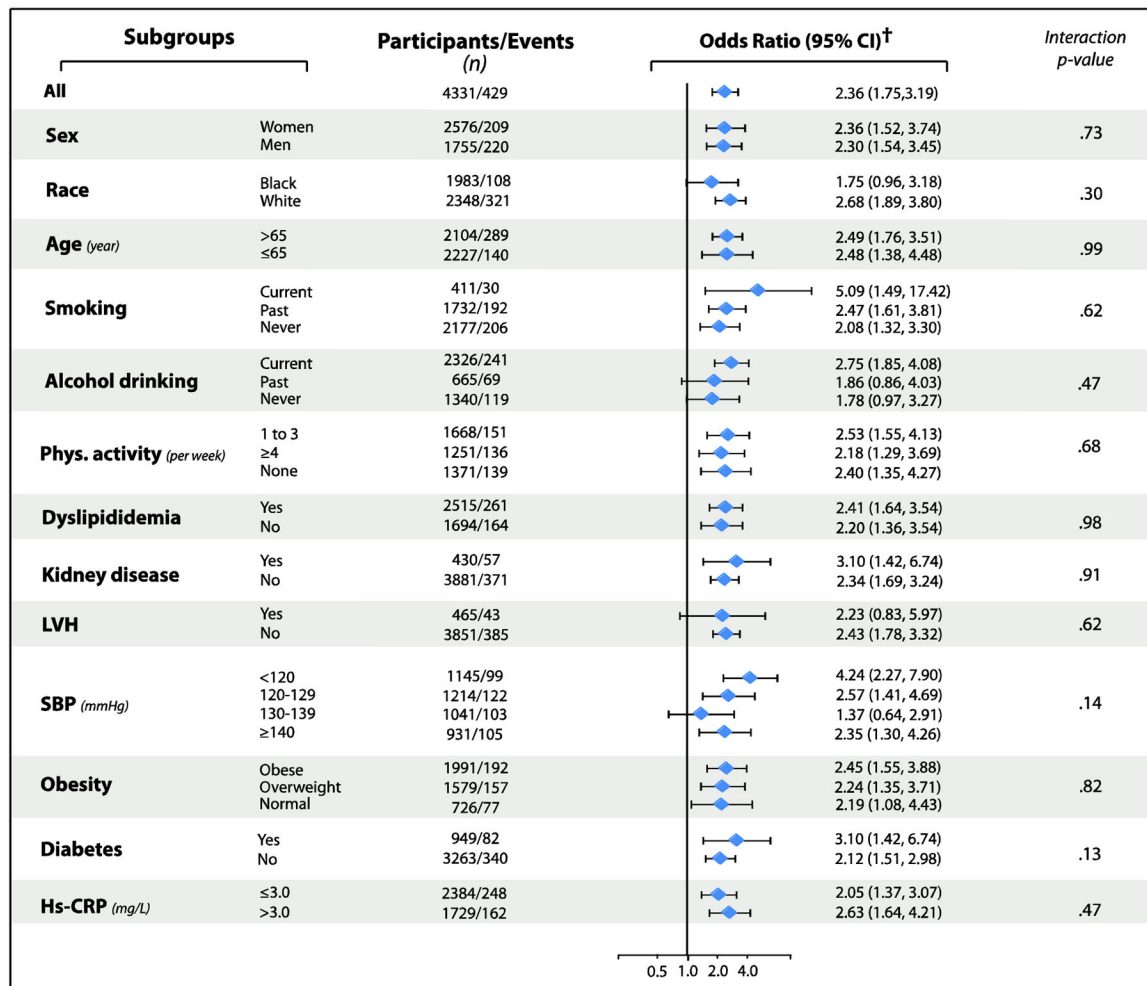 Subgroups Participants/Events Odds Ratio (95% CI)† Interaction
(n) p-value
All 4331/429 2.36 (1.75,3.19)
Sex Women 2576/209 2.36 (1.52, 3.74) .73
Men 1755/220 2.30 (1.54, 3.45)
Race Black 1983/108 1.75 (0.96, 3.18) .30
White 2348/321 2.68 (1.89, 3.80)
Age (year) >65 2104/289 2.49 (1.76, 3.51) .99
≤65 2227/140 2.48 (1.38, 4.48)
Smoking Current 411/30 5.09 (1.49, 17.42) .62
Past 1732/192 2.47 (1.61, 3.81)
Never 2177/206 2.08 (1.32, 3.30)
Alcohol drinking Current 2326/241 2.75 (1.85, 4.08) .47
Past 665/69 1.86 (0.86, 4.03)
Never 1340/119 1.78 (0.97, 3.27)
Phys. activity (per week) 1 to 3 1668/151 2.53 (1.55, 4.13) .68
≥4 1251/136 2.18 (1.29, 3.69)
None 1371/139 2.40 (1.35, 4.27)
Dyslipididemia Yes 2515/261 2.41 (1.64, 3.54) .98
No 1694/164 2.20 (1.36, 3.54)
Kidney disease Yes 430/57 3.10 (1.42, 6.74) .91
No 3881/371 2.34 (1.69, 3.24)
LVH Yes 465/43 2.23 (0.83, 5.97) .62
No 3851/385 2.43 (1.78, 3.32)
SBP (mmHg) <120 1145/99 4.24 (2.27, 7.90) .14
120-129 1214/122 2.57 (1.41, 4.69)
130-139 1041/103 1.37 (0.64, 2.91)
≥140 931/105 2.35 (1.30, 4.26)
Obesity Obese 1991/192 2.45 (1.55, 3.88) .82
Overweight 1579/157 2.24 (1.35, 3.71)
Normal 726/77 2.19 (1.08, 4.43)
Diabetes Yes 949/82 3.10 (1.42, 6.74) .13
No 3263/340 2.12 (1.51, 2.98)
Hs-CRP (mg/L) ≤3.0 2384/248 2.05 (1.37, 3.07) .47
>3.0 1729/162 2.63 (1.64, 4.21)
0.5 1.0 2.0 4.0